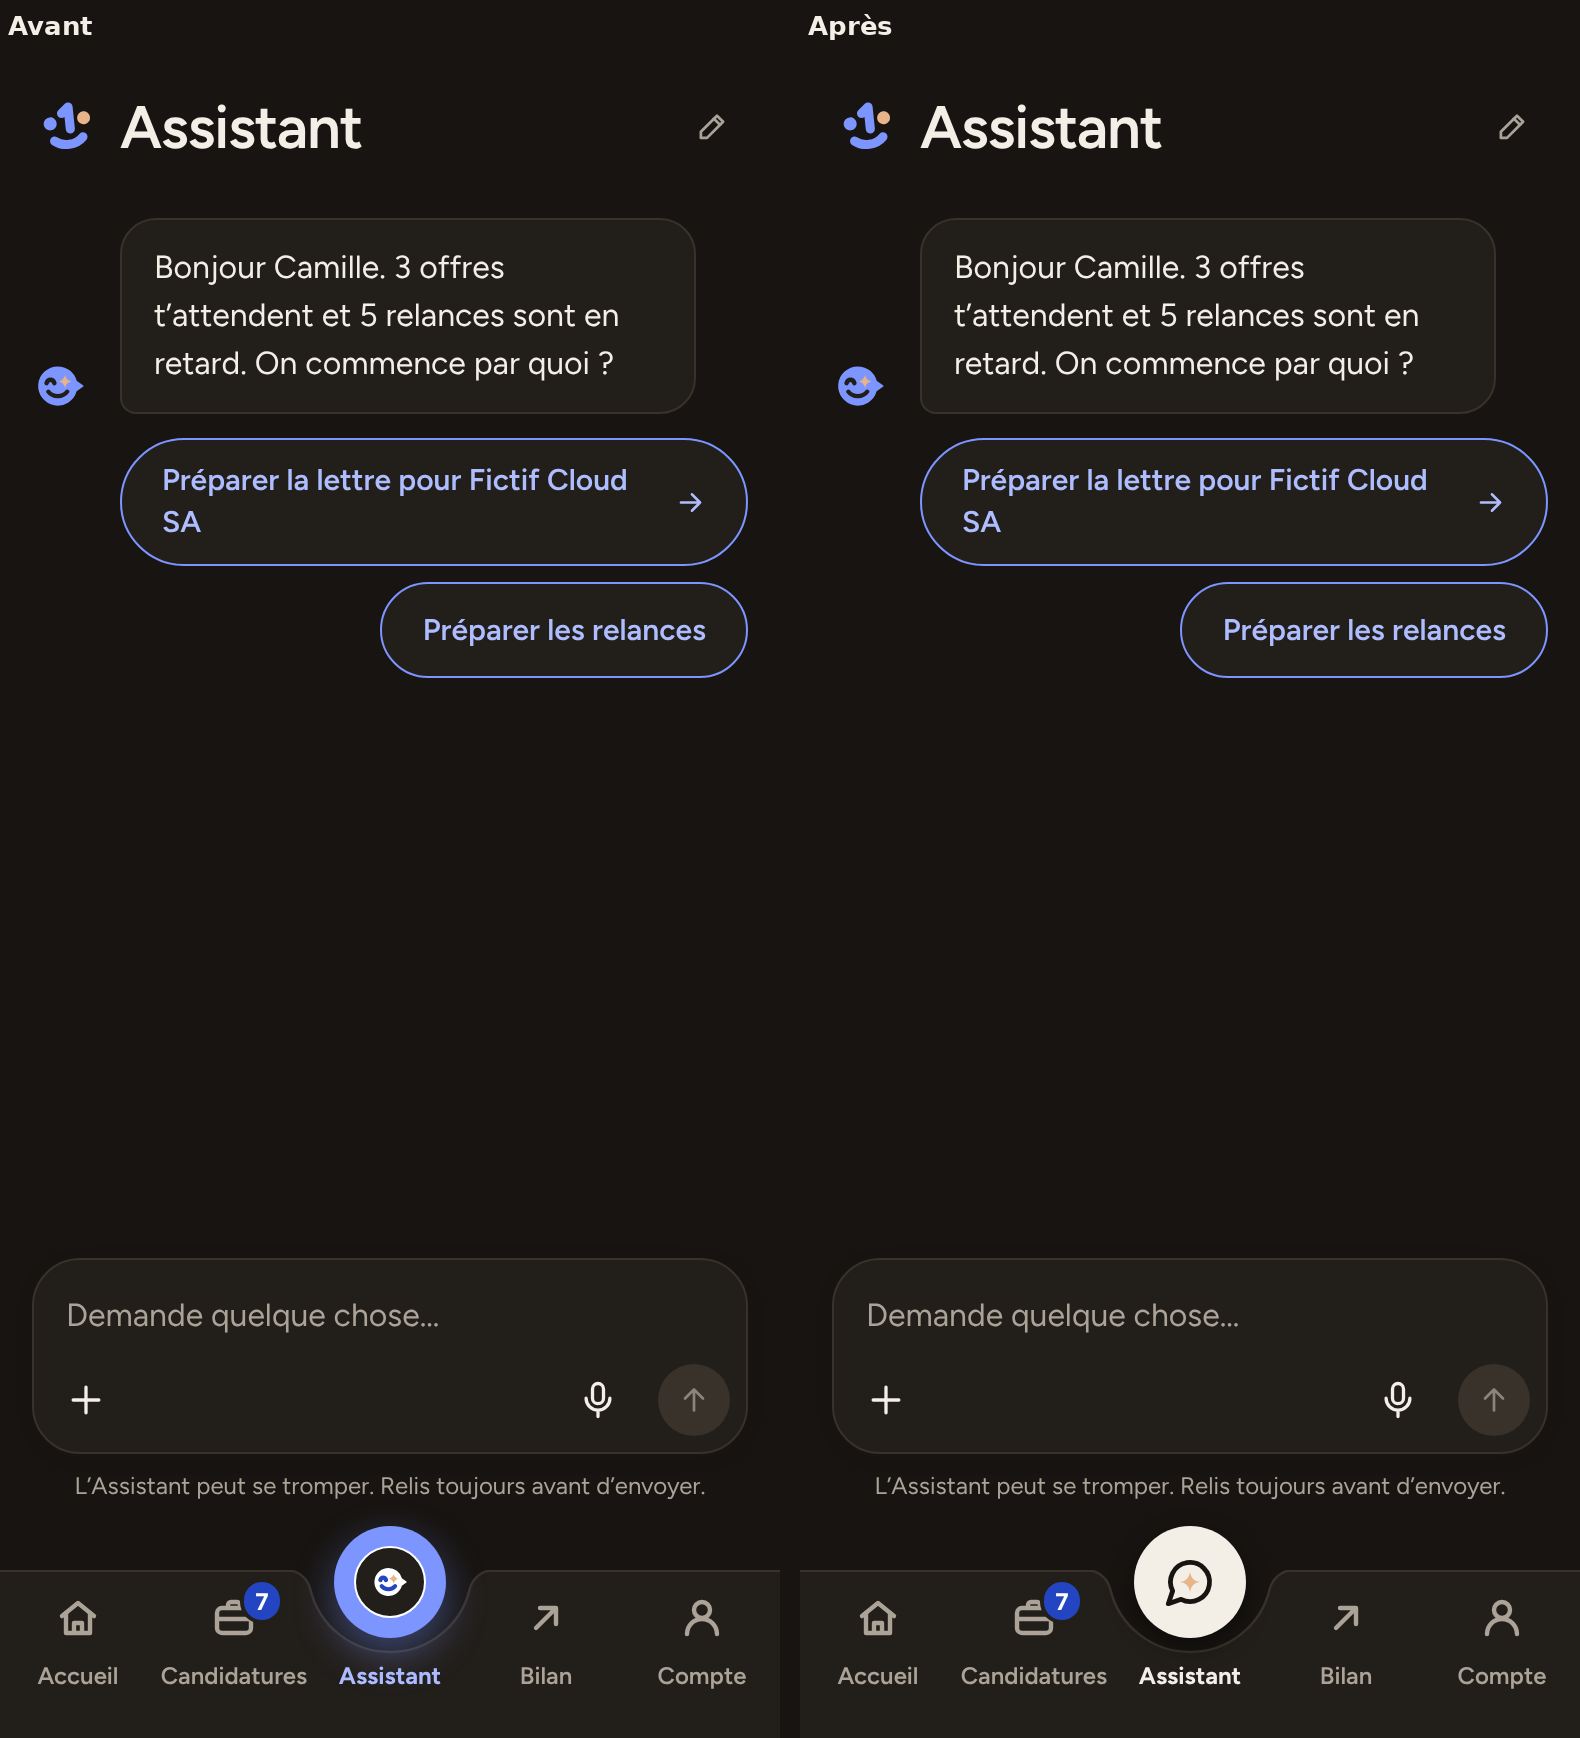 Avant
Assistant
Bonjour Camille. 3 offres
t’attendent et 5 relances sont en
retard. On commence par quoi ?
Préparer la lettre pour Fictif Cloud
SA
Préparer les relances
Demande quelque chose...
L’Assistant peut se tromper. Relis toujours avant d’envoyer.
7
Accueil
Candidatures
Assistant
Bilan
Compte
Après
Assistant
Bonjour Camille. 3 offres
t’attendent et 5 relances sont en
retard. On commence par quoi ?
Préparer la lettre pour Fictif Cloud
SA
Préparer les relances
Demande quelque chose...
L’Assistant peut se tromper. Relis toujours avant d’envoyer.
7
Accueil
Candidatures
Assistant
Bilan
Compte